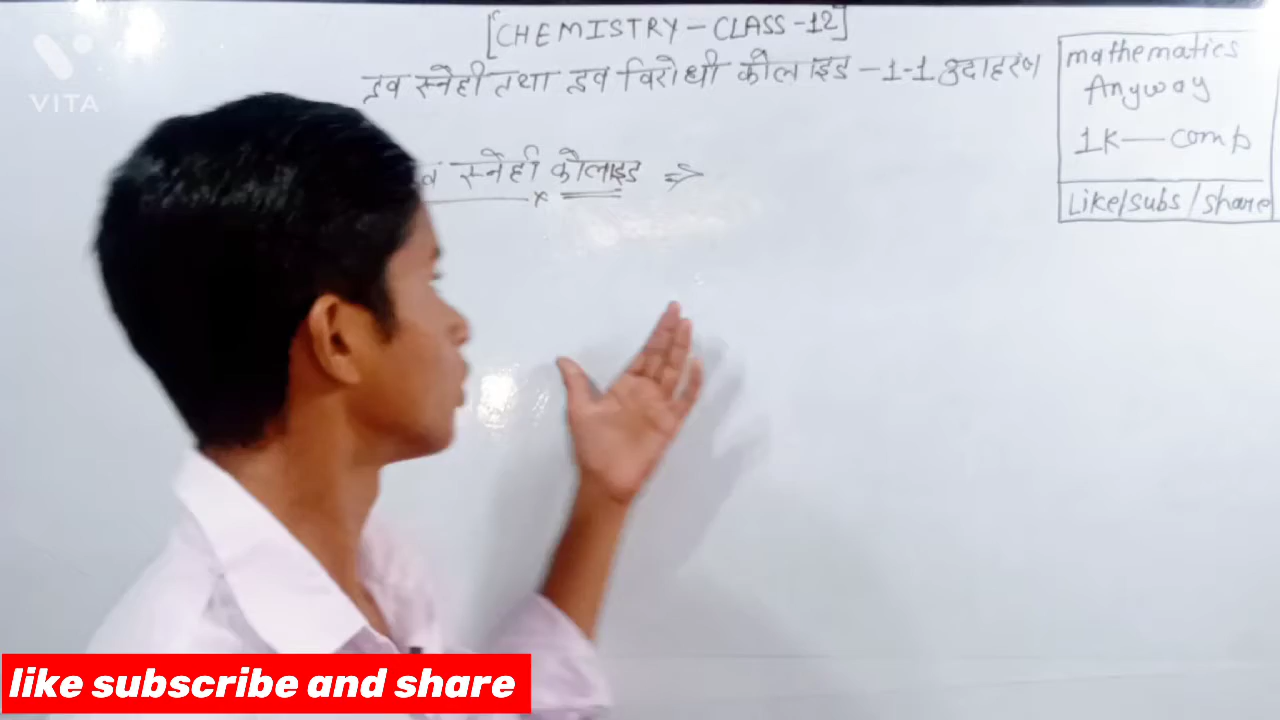 [CHEMISTRY - CLASS -12]
द्रव स्नेही तथा द्रव विरोधी कोलाइड - 1-1 उदाहरण
mathematics
Anyway
1K — comp
Like/subs/share
VITA
स्नेही कोलाइड ⇒
like subscribe and share